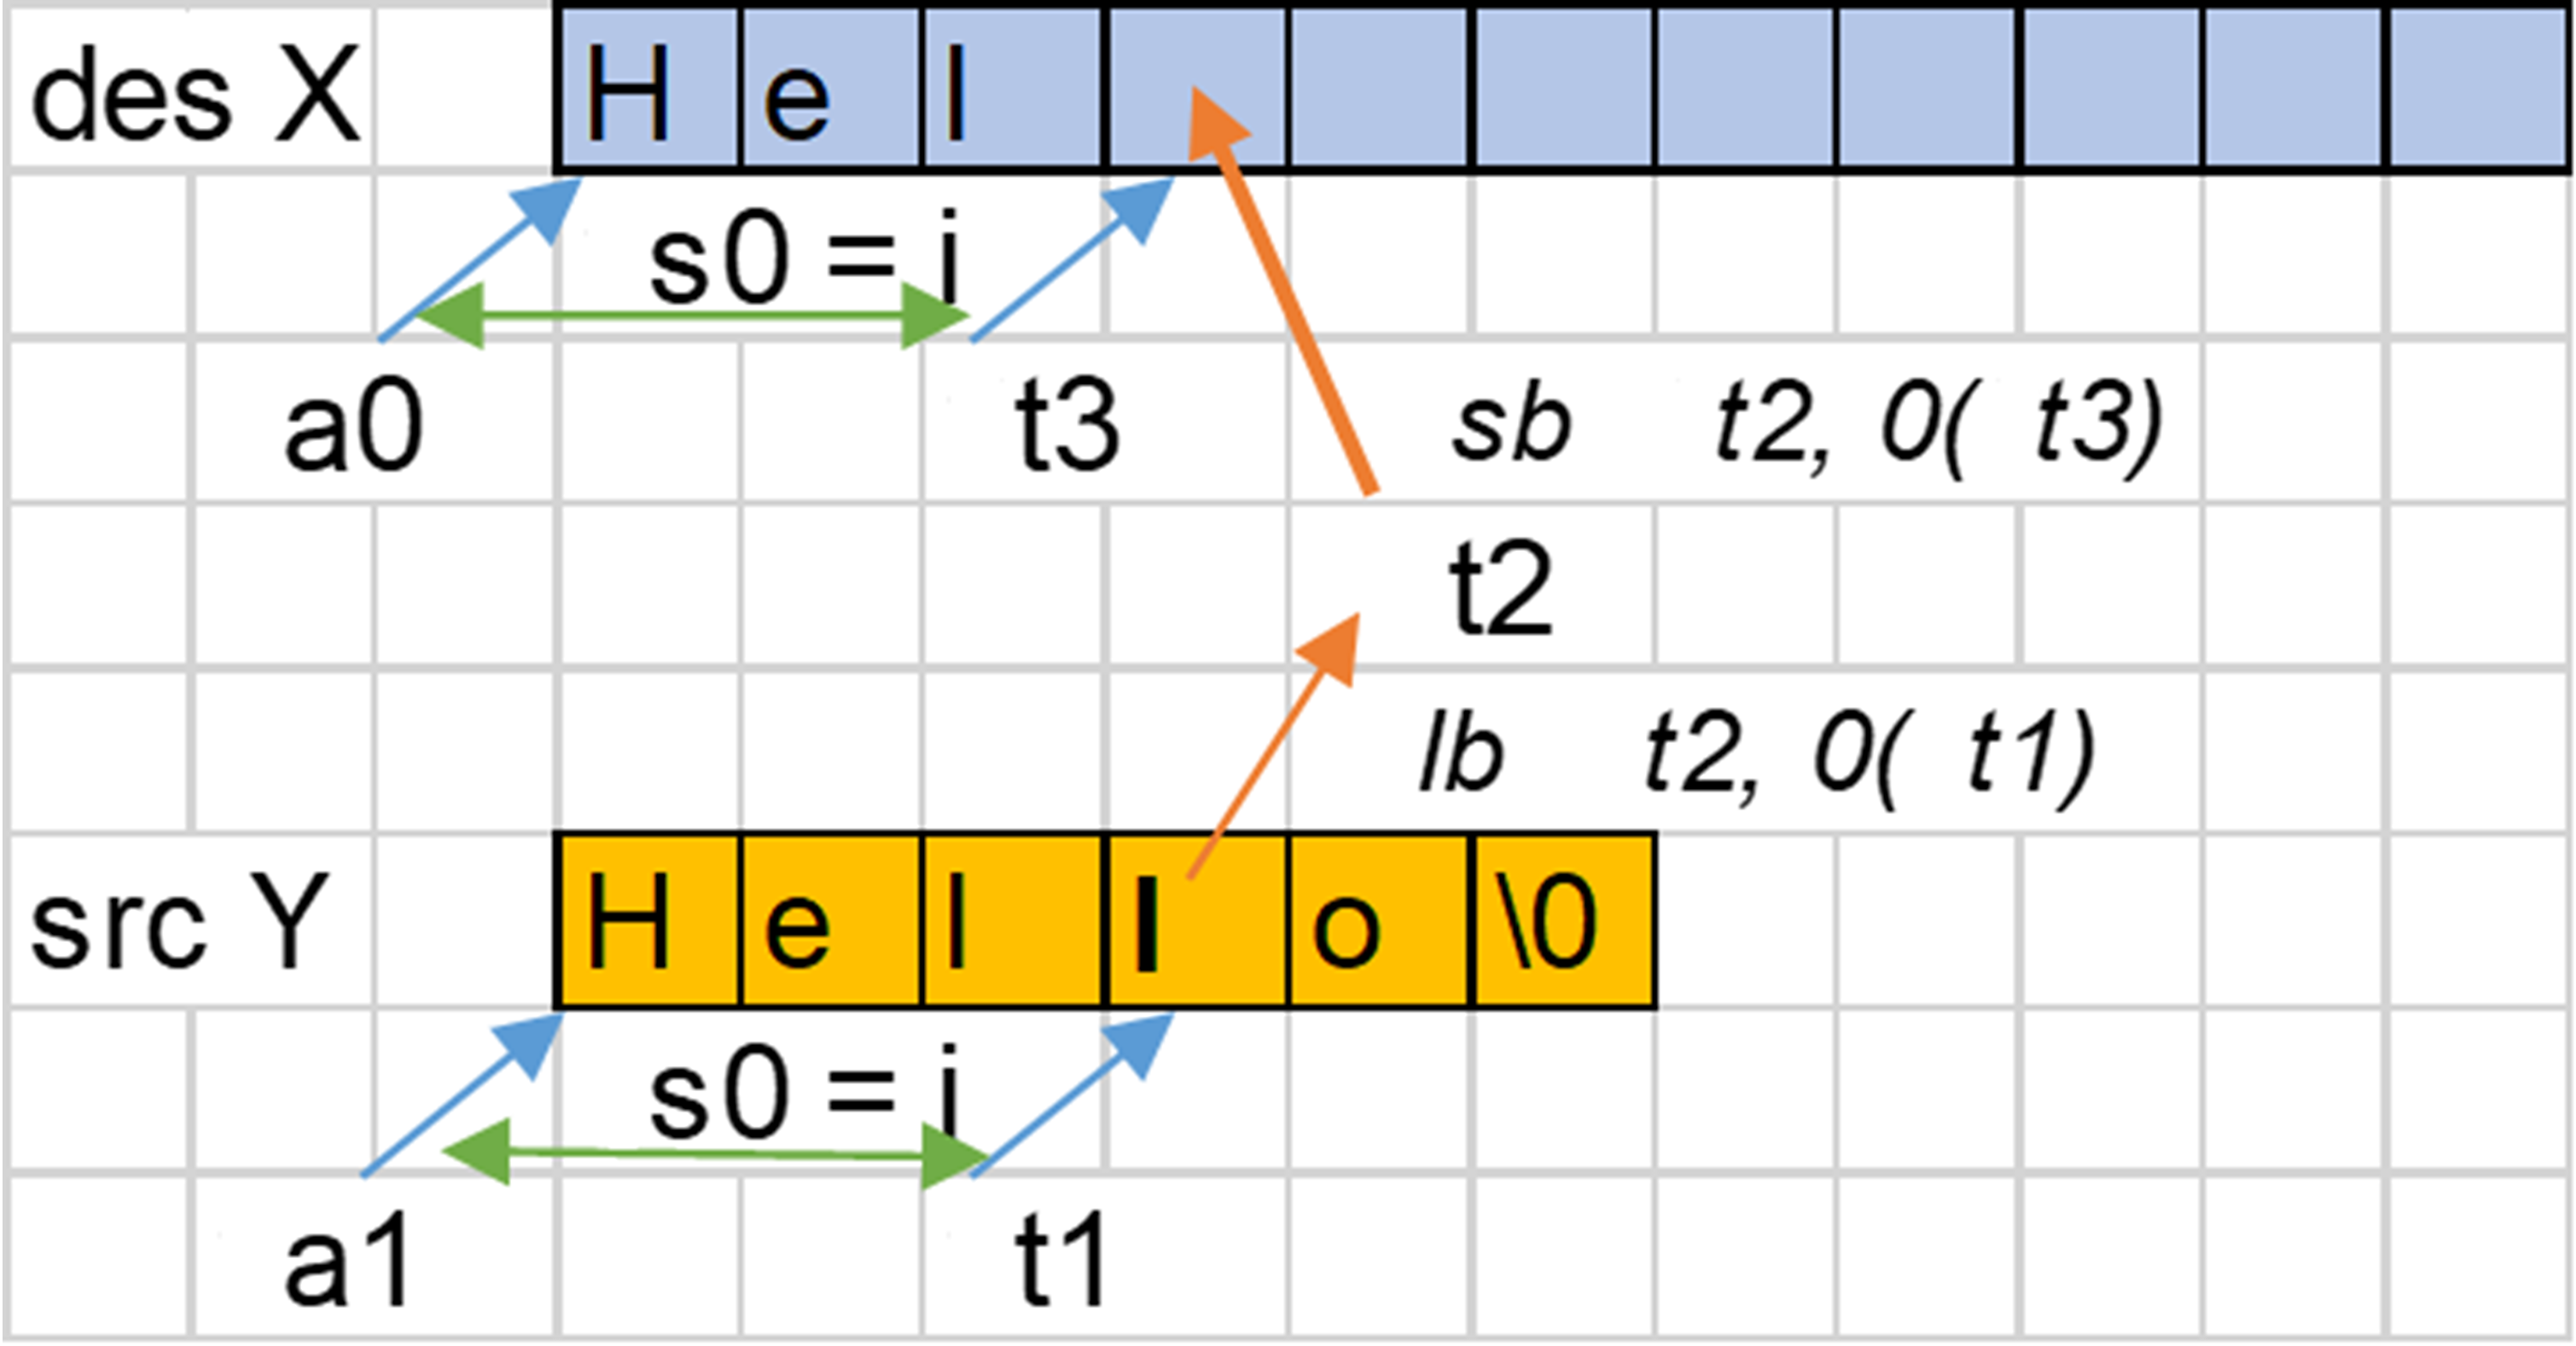 des X H e l
s0 = i
a0 t3 sb t2, 0( t3)
t2
lb t2, 0( t1)
src Y H e l l o \0
s0 = i
a1 t1